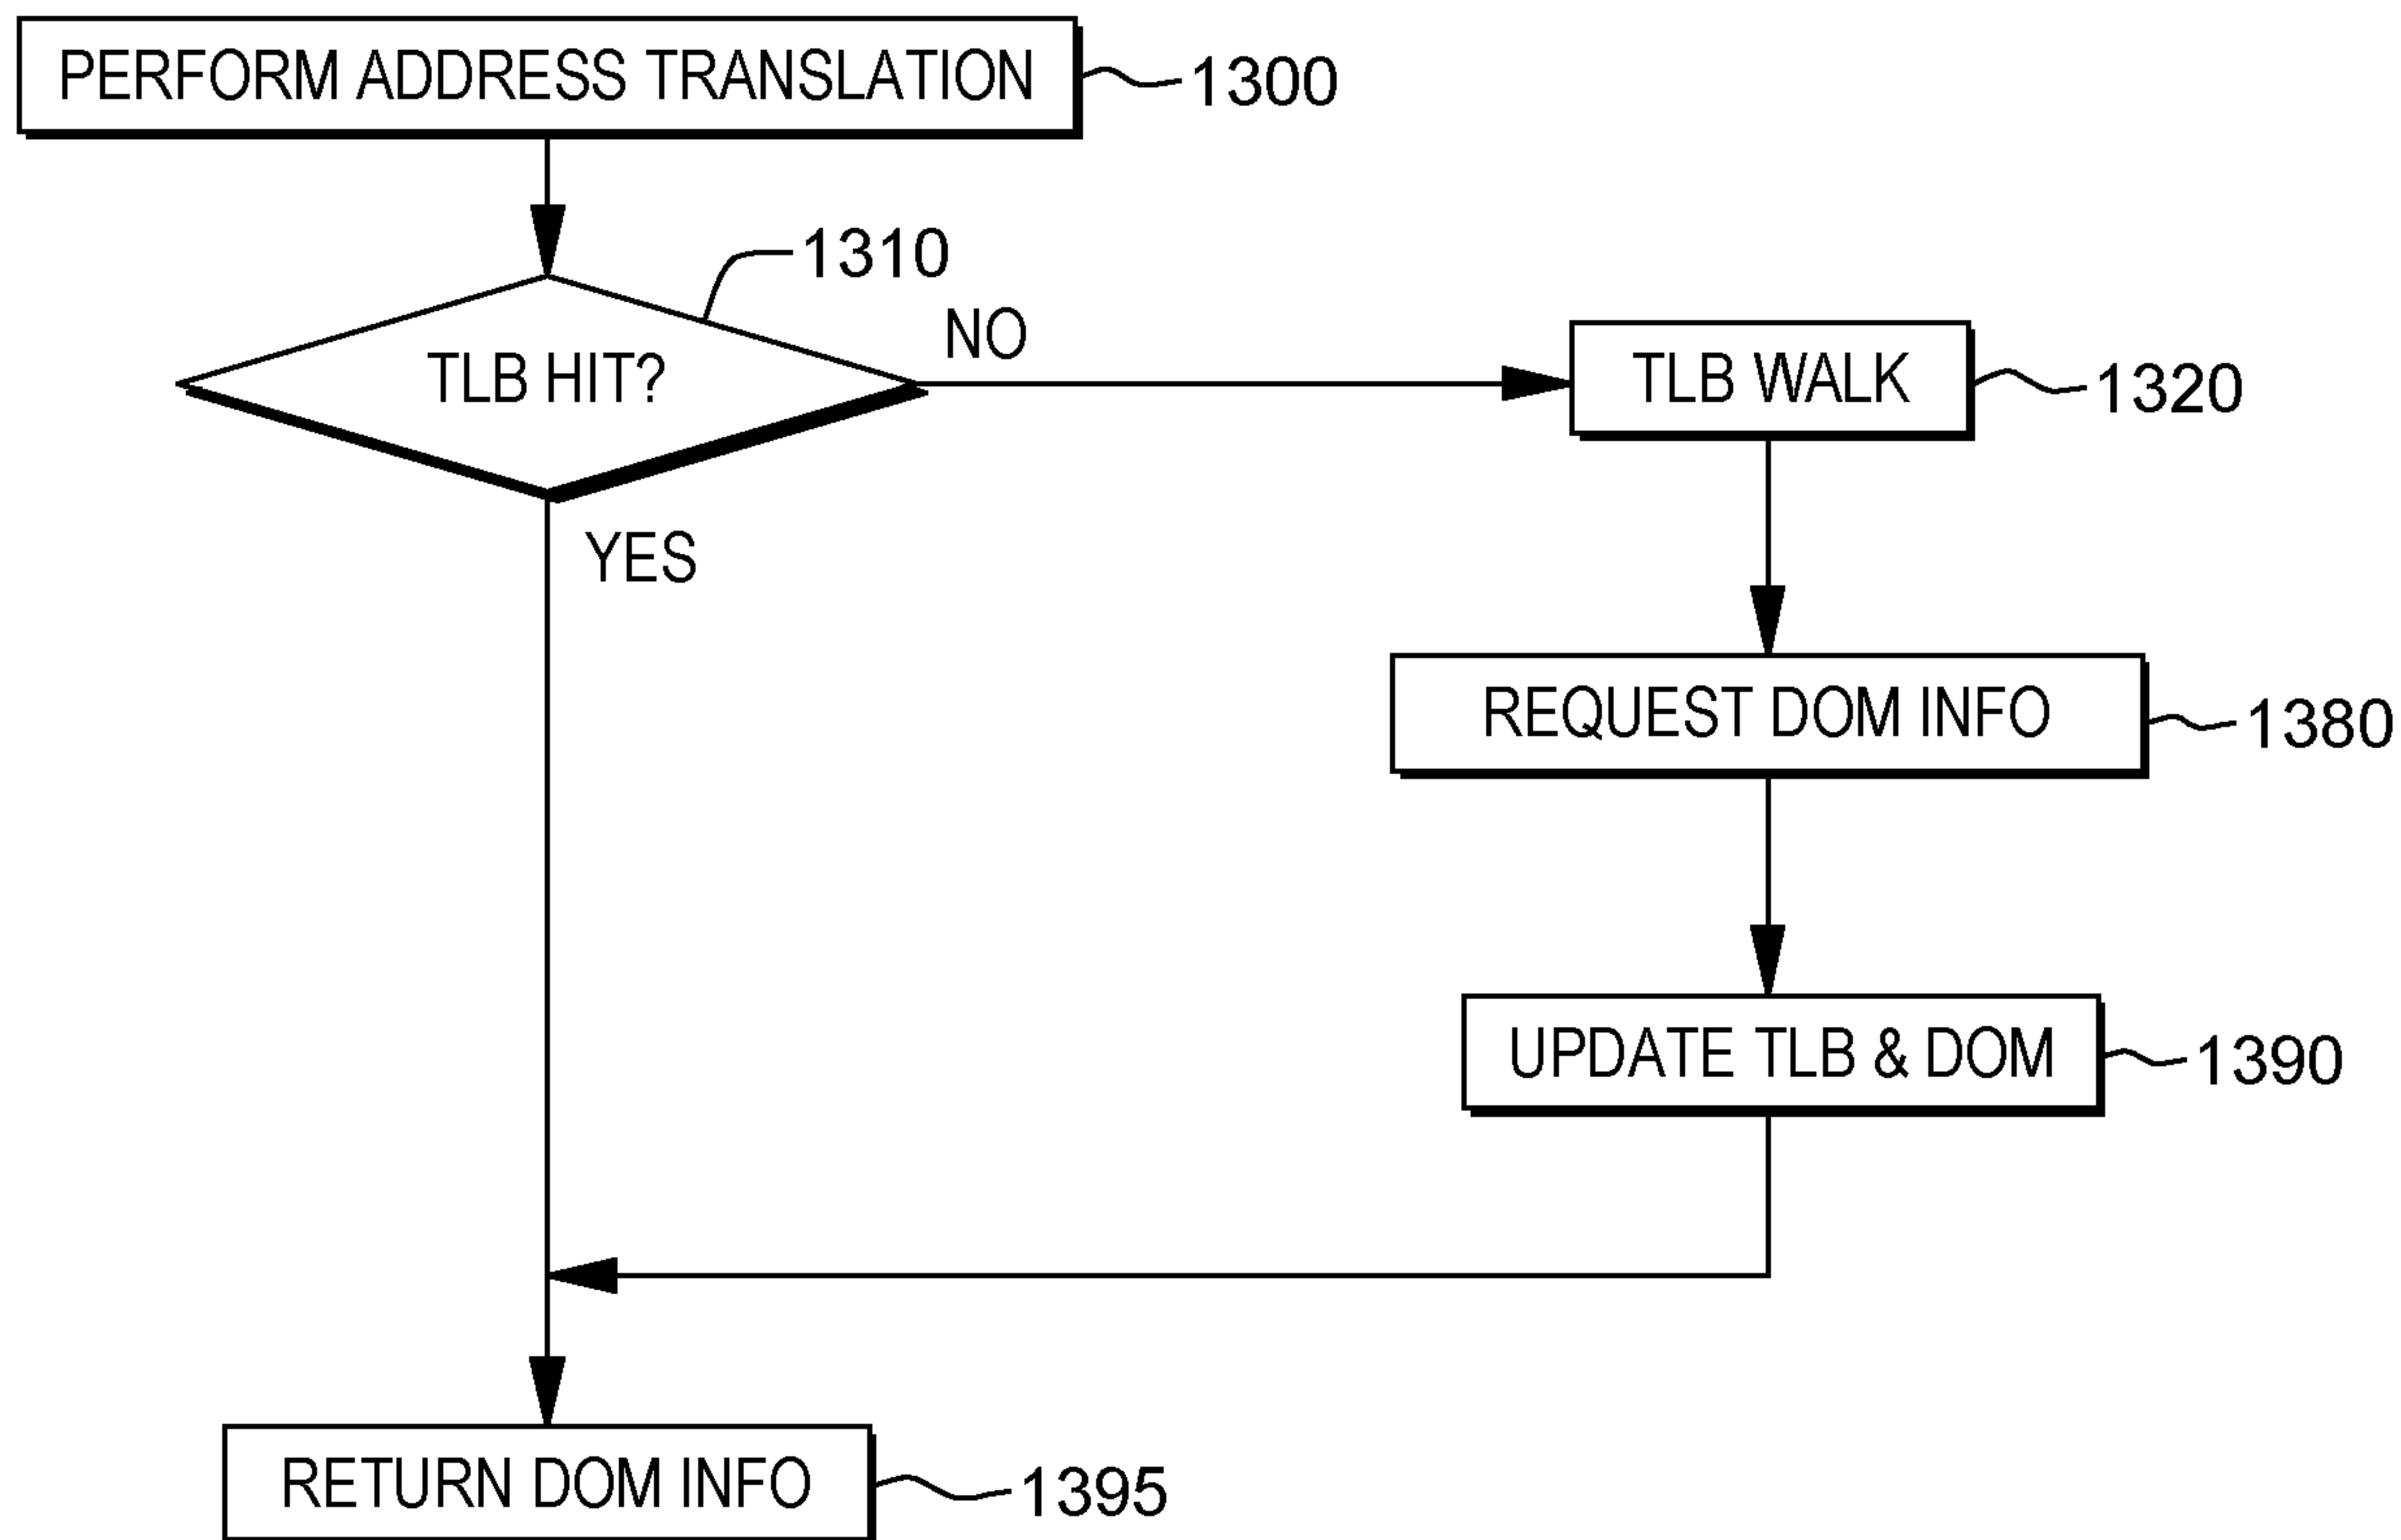 PERFORM ADDRESS TRANSLATION
1300
1310
TLB HIT?
NO
TLB WALK
1320
YES
REQUEST DOM INFO
1380
UPDATE TLB & DOM
1390
RETURN DOM INFO
1395